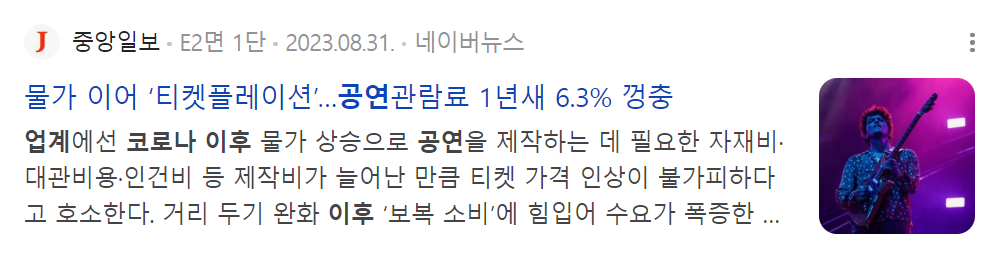 J 중앙일보 · E2면 1단 · 2023.08.31. · 네이버뉴스
물가 이어 ‘티켓플레이션’…공연관람료 1년새 6.3% 껑충
업계에선 코로나 이후 물가 상승으로 공연을 제작하는 데 필요한 자재비·
대관비용·인건비 등 제작비가 늘어난 만큼 티켓 가격 인상이 불가피하다
고 호소한다. 거리 두기 완화 이후 ‘보복 소비’에 힘입어 수요가 폭증한 ...